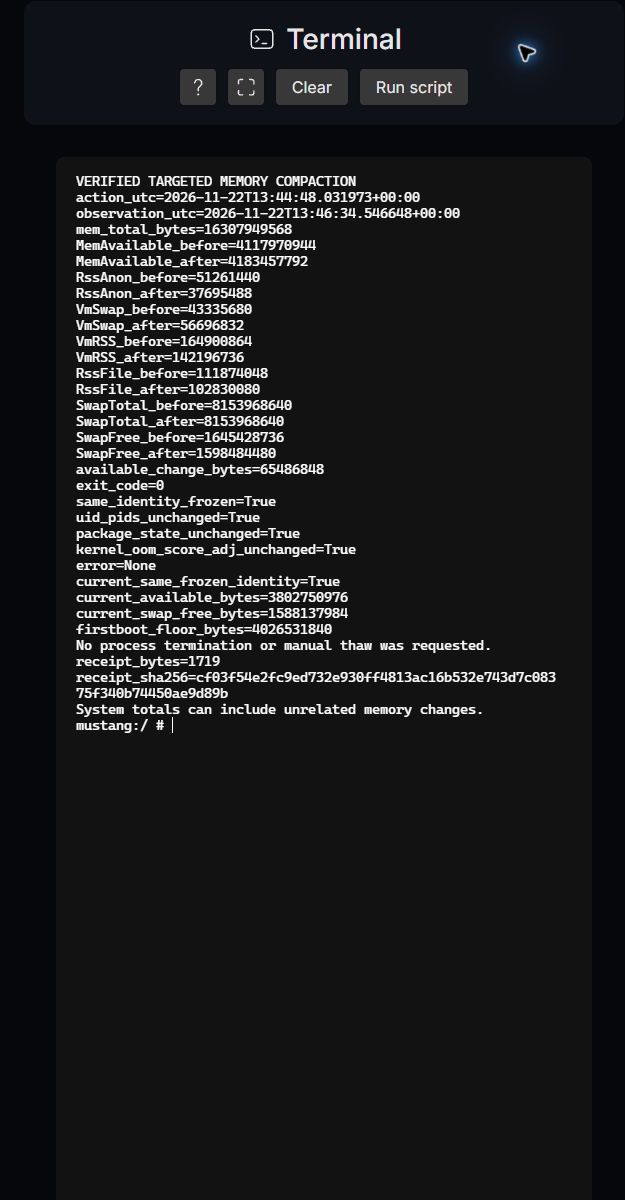 Terminal
?
Clear
Run script
VERIFIED TARGETED MEMORY COMPACTION
action_utc=2026-11-22T13:44:48.031973+00:00
observation_utc=2026-11-22T13:46:34.546648+00:00
mem_total_bytes=16307949568
MemAvailable_before=4117970944
MemAvailable_after=4183457792
RssAnon_before=51261440
RssAnon_after=37695488
VmSwap_before=43335680
VmSwap_after=56696832
VmRSS_before=164900864
VmRSS_after=142196736
RssFile_before=111874048
RssFile_after=102830080
SwapTotal_before=8153968640
SwapTotal_after=8153968640
SwapFree_before=1645428736
SwapFree_after=1598484480
available_change_bytes=65486848
exit_code=0
same_identity_frozen=True
uid_pids_unchanged=True
package_state_unchanged=True
kernel_oom_score_adj_unchanged=True
error=None
current_same_frozen_identity=True
current_available_bytes=3802750976
current_swap_free_bytes=1588137984
firstboot_floor_bytes=4026531840
No process termination or manual thaw was requested.
receipt_bytes=1719
receipt_sha256=cf03f54e2fc9ed732e930ff4813ac16b532e743d7c083
75f340b74450ae9d89b
System totals can include unrelated memory changes.
mustang:/ #